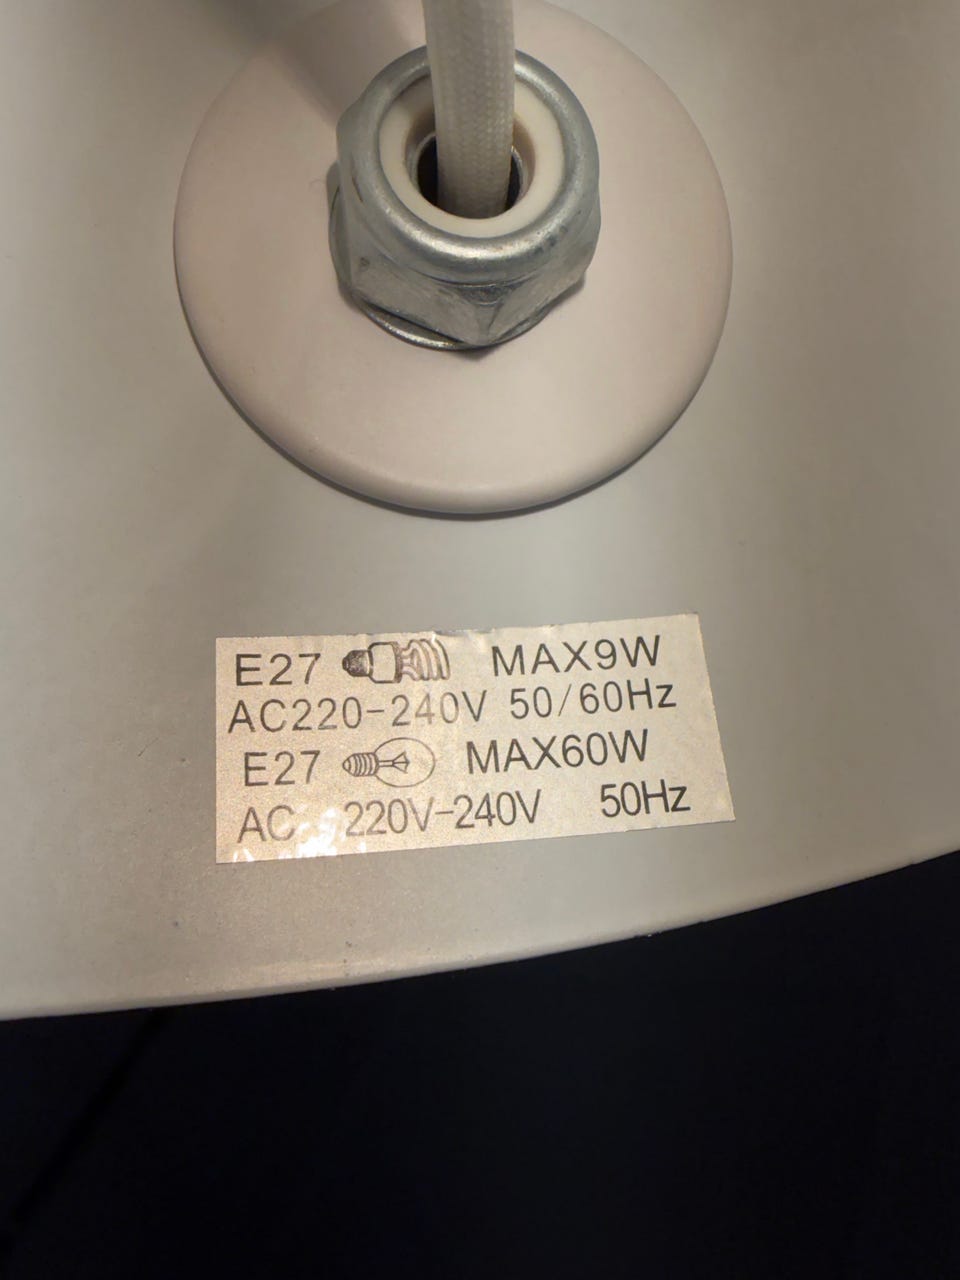 E27 MAX9W
AC220-240V 50/60Hz
E27 MAX60W
AC 220V-240V 50Hz